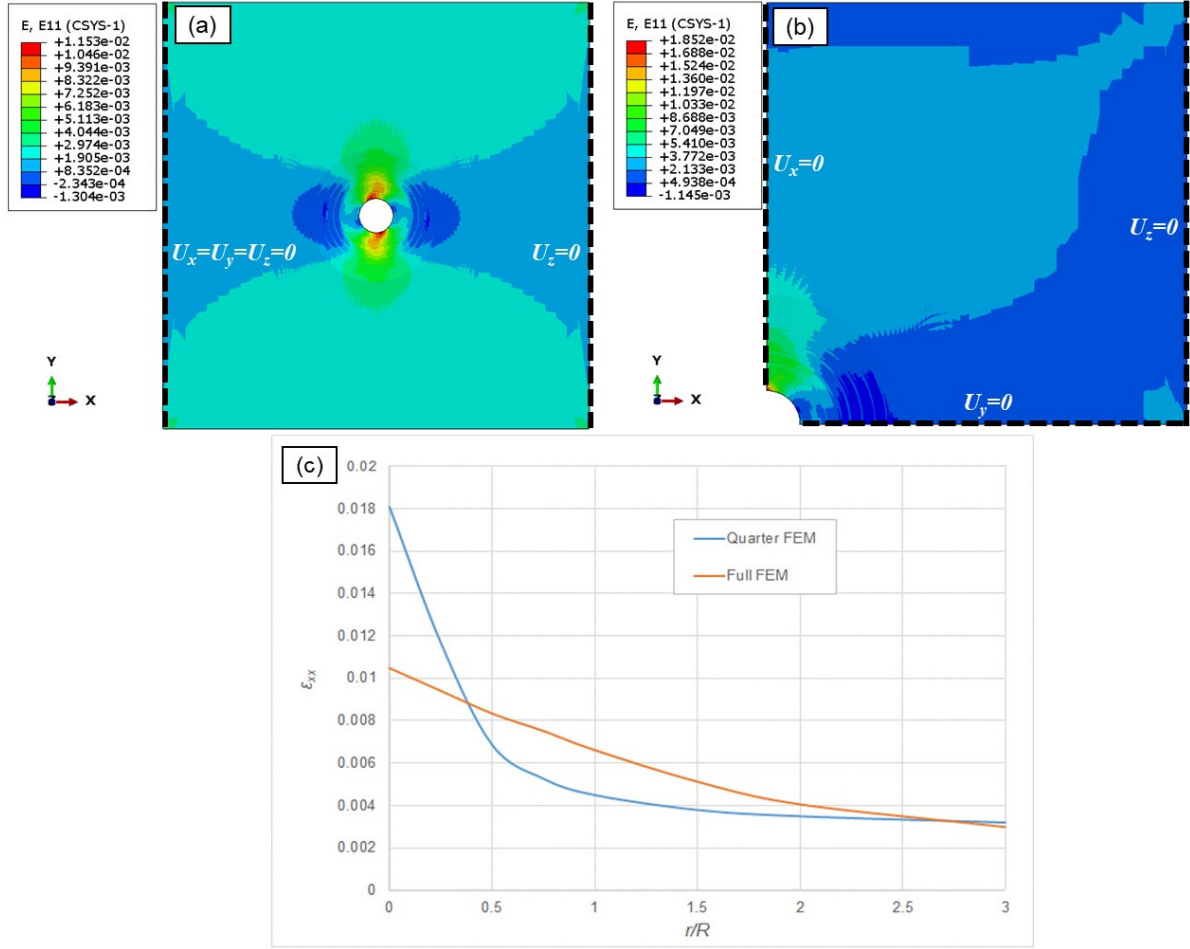 (a)
E, E11 (CSYS-1)
+1.153e-02
+1.046e-02
+9.391e-03
+8.322e-03
+7.252e-03
+6.183e-03
+5.113e-03
+4.044e-03
+2.974e-03
+1.905e-03
+8.352e-04
-2.343e-04
-1.304e-03
Ux=Uy=Uz=0
Uz=0
Y
X
(b)
E, E11 (CSYS-1)
+1.852e-02
+1.688e-02
+1.524e-02
+1.360e-02
+1.197e-02
+1.033e-02
+8.688e-03
+7.049e-03
+5.410e-03
+3.772e-03
+2.133e-03
+4.938e-04
-1.145e-03
Ux=0
Uz=0
Uy=0
Y
X
(c)
0.02
0.018
0.016
0.014
0.012
0.01
0.008
0.006
0.004
0.002
0
εxx
Quarter FEM
Full FEM
0 0.5 1 1.5 2 2.5 3
r/R